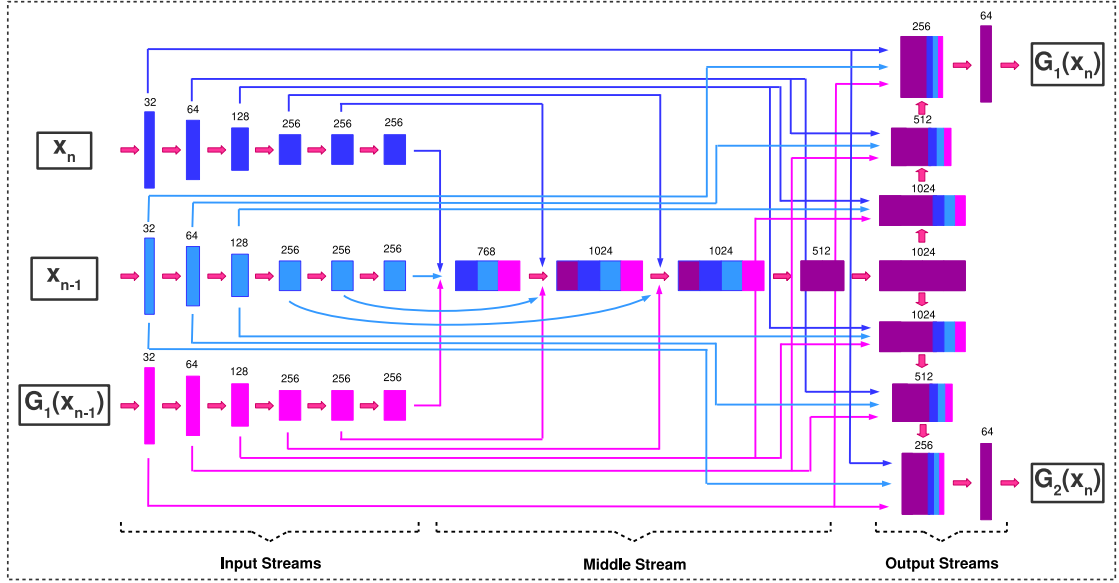 32 64 128 256 256 256
x_n
32 64 128 256 256 256
x_{n-1}
32 64 128 256 256 256
G_1(x_{n-1})
768 1024 1024 512
256 64
G_1(x_n)
512
1024
1024
1024
512
256 64
G_2(x_n)
Input Streams
Middle Stream
Output Streams